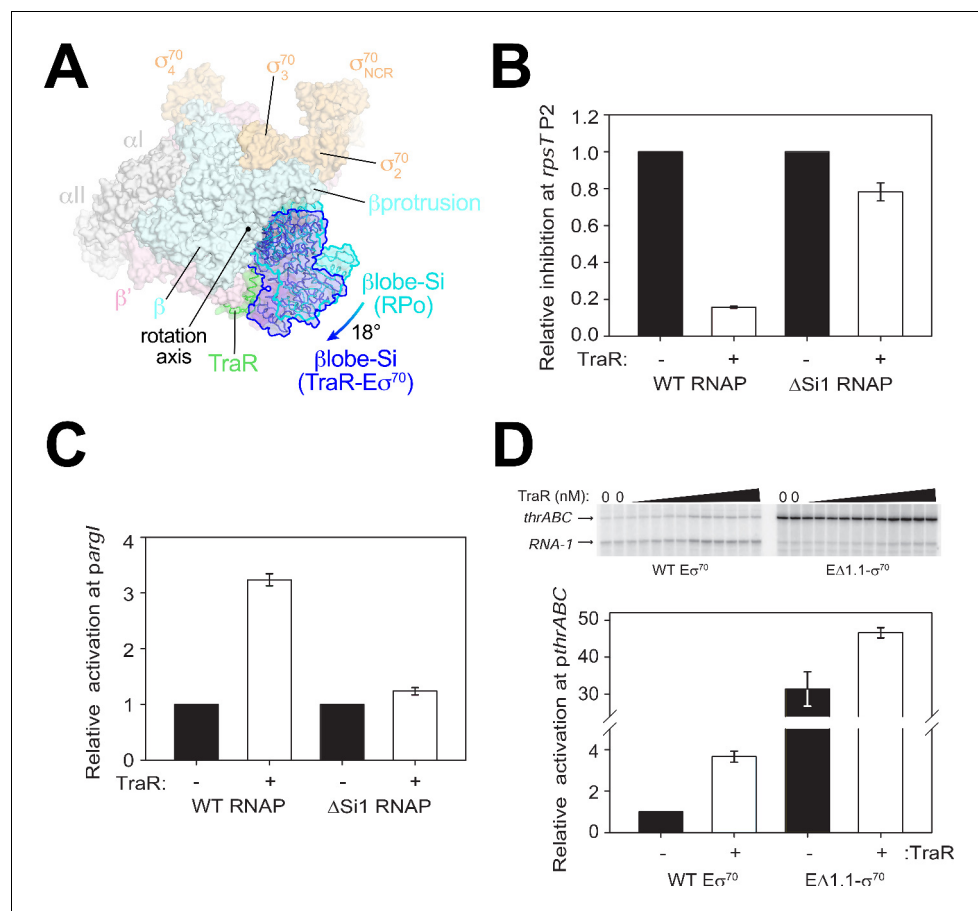 A
σ⁷⁰₄
σ⁷⁰₃
σ⁷⁰NCR
αI
αII
σ⁷⁰₂
βprotrusion
β'
β
rotation
axis
TraR
18°
βlobe-Si
(RPo)
βlobe-Si
(TraR-Eσ⁷⁰)
B
Relative inhibition at rpsT P2
1.2
1.0
0.8
0.6
0.4
0.2
0.0
TraR: - + - +
WT RNAP ΔSi1 RNAP
C
Relative activation at pargI
4
3
2
1
0
TraR: - + - +
WT RNAP ΔSi1 RNAP
D
TraR (nM): 0 0 0 0
thrABC
RNA-1
WT Eσ⁷⁰ EΔ1.1-σ⁷⁰
Relative activation at pthrABC
50
40
30
4
2
0
- + - + :TraR
WT Eσ⁷⁰ EΔ1.1-σ⁷⁰